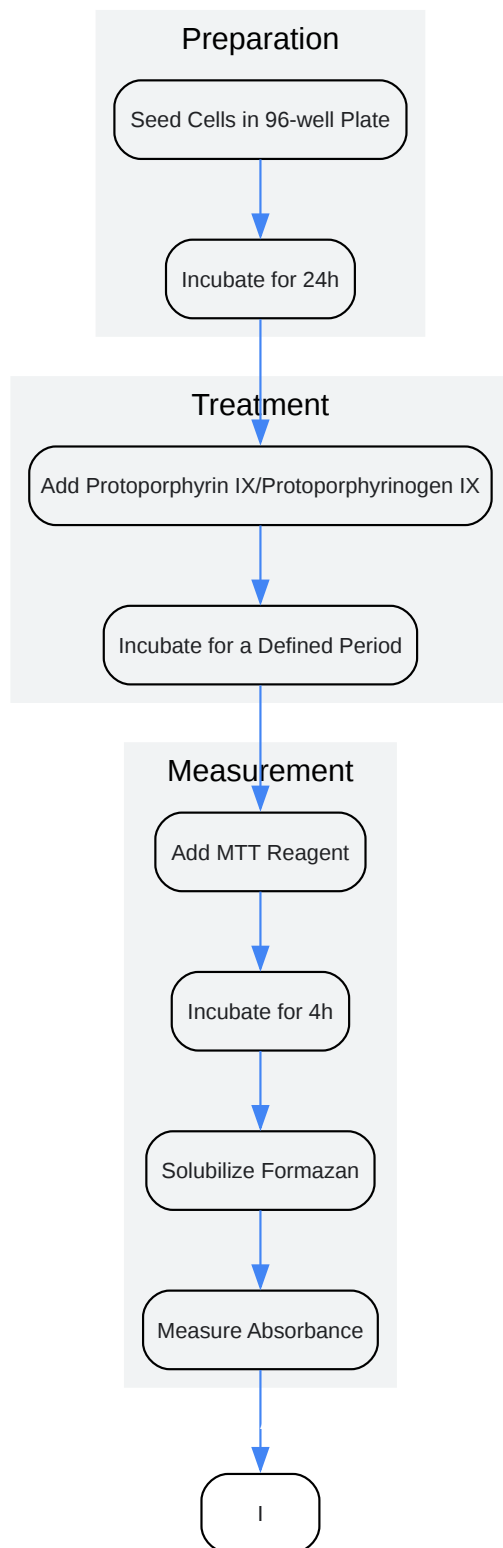 Preparation
Seed Cells in 96-well Plate
Incubate for 24h
Treatment
Add Protoporphyrin IX/Protoporphyrinogen IX
Incubate for a Defined Period
Measurement
Add MTT Reagent
Incubate for 4h
Solubilize Formazan
Measure Absorbance
I